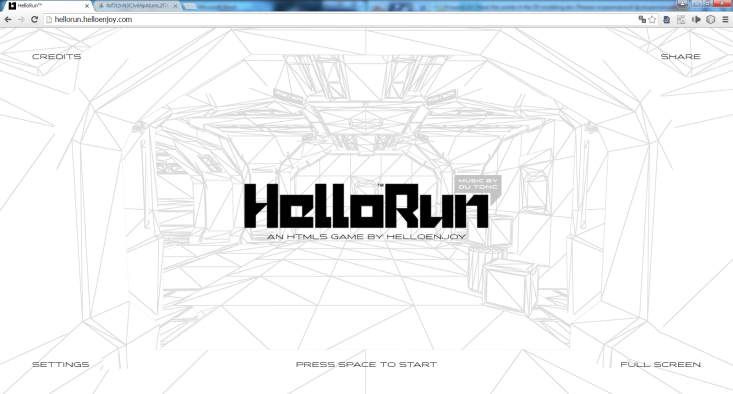 HelloRun™
hellorun.helloenjoy.com
CREDITS
SHARE
MUSIC BY
DU TONC
HelloRun™
AN HTML5 GAME BY HELLOENJOY
SETTINGS
PRESS SPACE TO START
FULL SCREEN